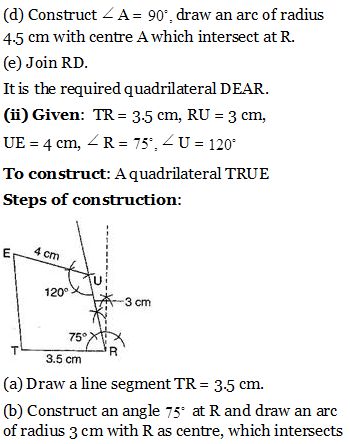 (d) Construct ∠A = 90°, draw an arc of radius
4.5 cm with centre A which intersect at R.
(e) Join RD.
It is the required quadrilateral DEAR.
(ii) Given: TR = 3.5 cm, RU = 3 cm,
UE = 4 cm, ∠R = 75°, ∠U = 120°
To construct: A quadrilateral TRUE
Steps of construction:
E 4 cm
U
120°
3 cm
75°
T R
3.5 cm
(a) Draw a line segment TR = 3.5 cm.
(b) Construct an angle 75° at R and draw an arc
of radius 3 cm with R as centre, which intersects